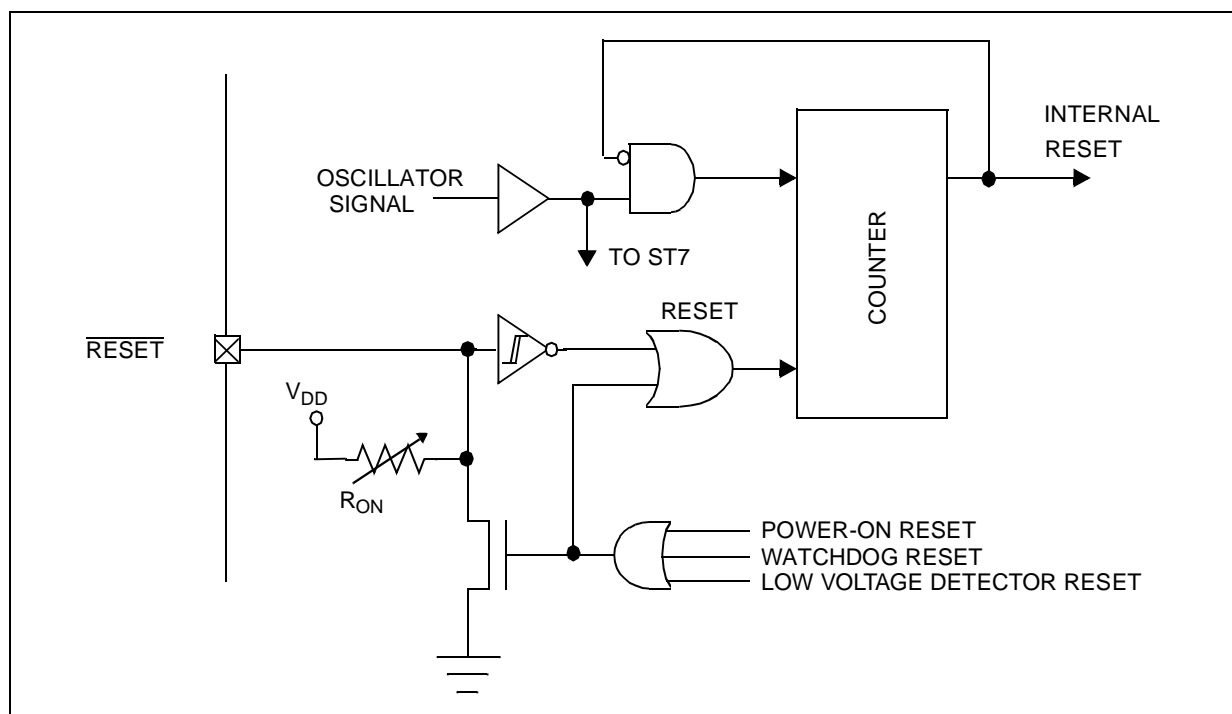 INTERNAL
RESET
OSCILLATOR
SIGNAL
TO ST7
COUNTER
RESET
RESET
VDD
RON
POWER-ON RESET
WATCHDOG RESET
LOW VOLTAGE DETECTOR RESET